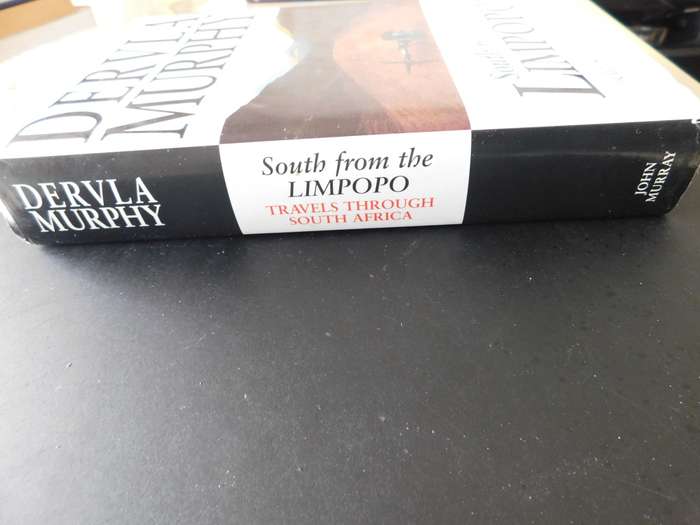 DERVLA
MURPHY
South from the
LIMPOPO
TRAVELS THROUGH
SOUTH AFRICA
JOHN
MURRAY
DERVLA
MURPHY
LIMPOPO